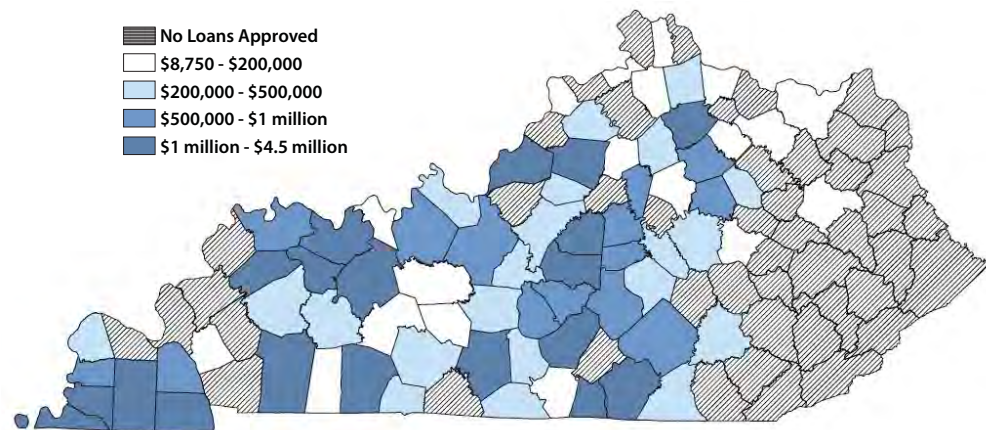 No Loans Approved
$8,750 - $200,000
$200,000 - $500,000
$500,000 - $1 million
$1 million - $4.5 million